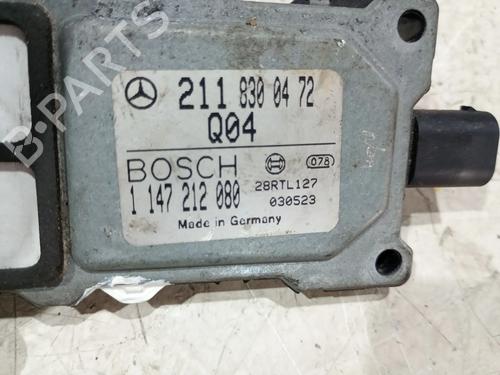 B-PARTS
211 830 04 72
Q04
BOSCH 078
1 147 212 080 28RTL127
030523
Made in Germany